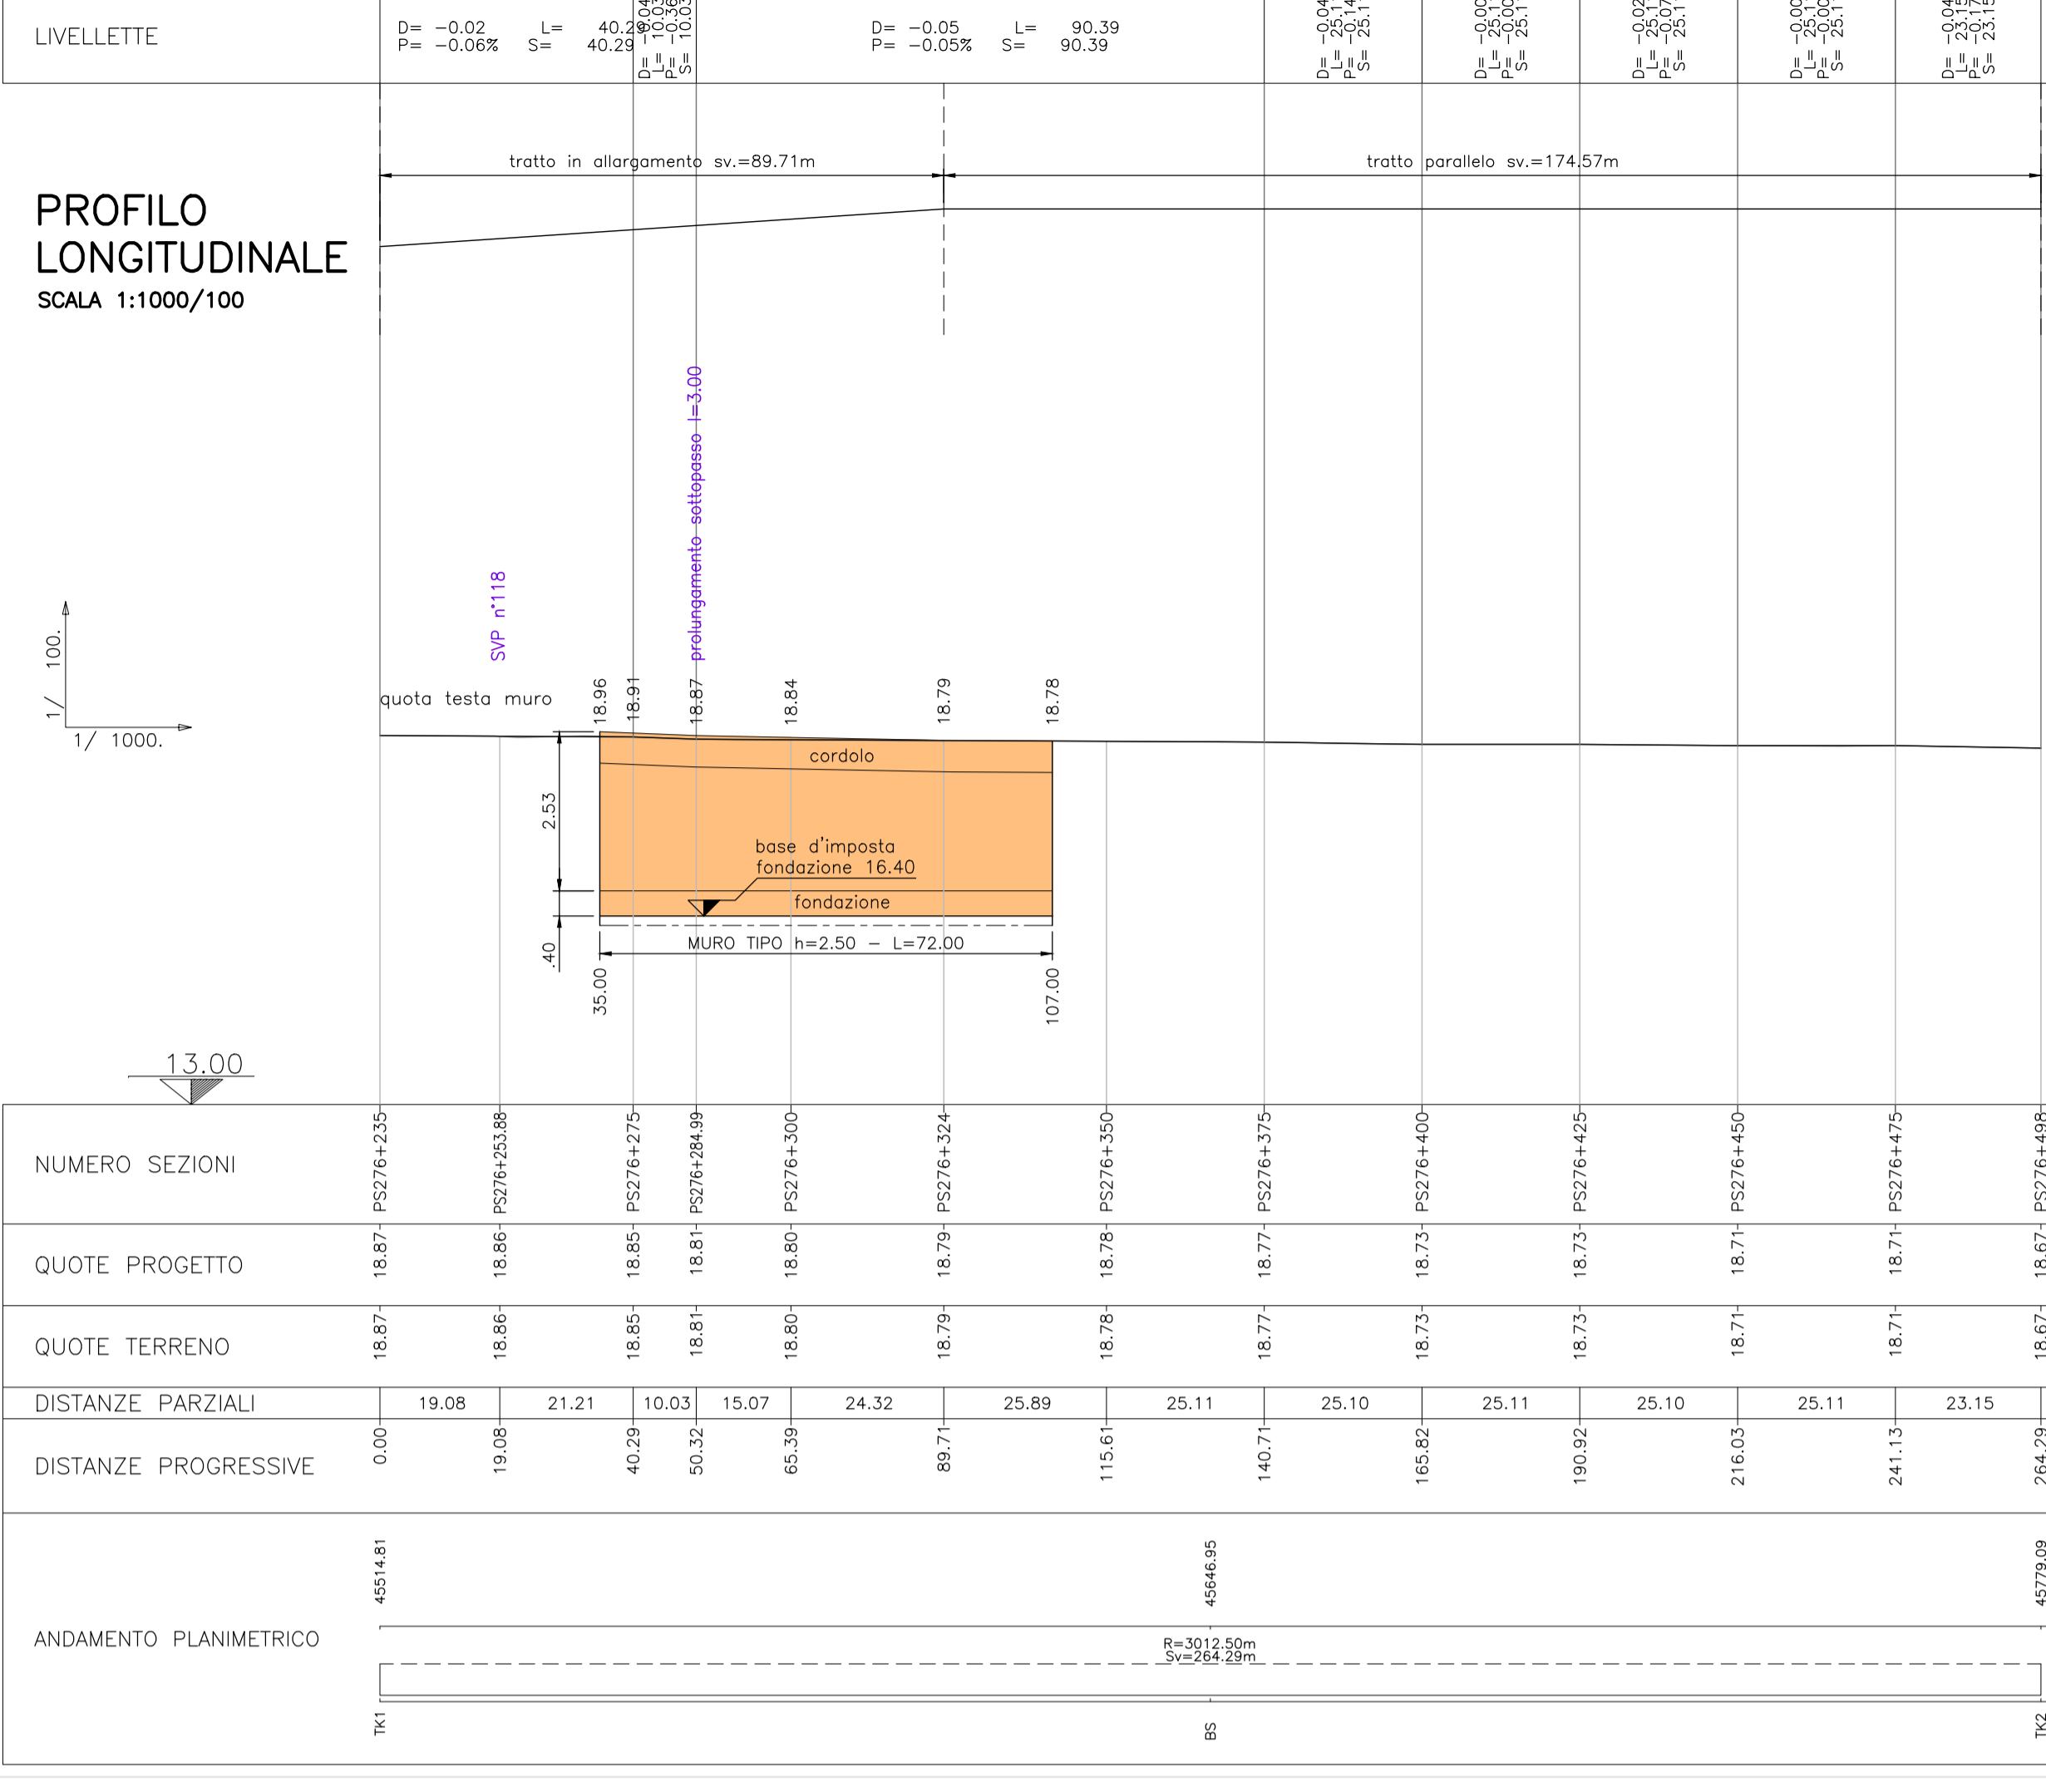 LIVELLETTE
D= -0.02 L= 40.29
P= -0.06% S= 40.29
L= 10.03
S= 10.03
D= -0.05 L= 90.39
P= -0.05% S= 90.39
tratto in allargamento sv.=89.71m
tratto parallelo sv.=174.57m
PROFILO
LONGITUDINALE
SCALA 1:1000/100
prolungamento sottopasso l=3.00
SVP n°118
1/ 100.
1/ 1000.
quota testa muro
18.96
18.91
18.87
18.84
18.79
18.78
cordolo
2.53
base d'imposta
fondazione 16.40
fondazione
.40
MURO TIPO h=2.50 - L=72.00
35.00
107.00
13.00
NUMERO SEZIONI
PS276+235
PS276+253.88
PS276+275
PS276+284.99
PS276+300
PS276+324
PS276+350
PS276+375
PS276+400
PS276+425
PS276+450
PS276+475
PS276+498
QUOTE PROGETTO
18.87
18.86
18.85
18.81
18.80
18.79
18.78
18.77
18.73
18.73
18.71
18.71
18.67
QUOTE TERRENO
18.87
18.86
18.85
18.81
18.80
18.79
18.78
18.77
18.73
18.73
18.71
18.71
18.67
DISTANZE PARZIALI
19.08
21.21
10.03
15.07
24.32
25.89
25.11
25.10
25.11
25.10
25.11
23.15
DISTANZE PROGRESSIVE
0.00
19.08
40.29
50.32
65.39
89.71
115.61
140.71
165.82
190.92
216.03
241.13
264.29
ANDAMENTO PLANIMETRICO
45514.81
45646.95
45779.09
R=3012.50m
Sv=264.29m
TK1
BS
TK2